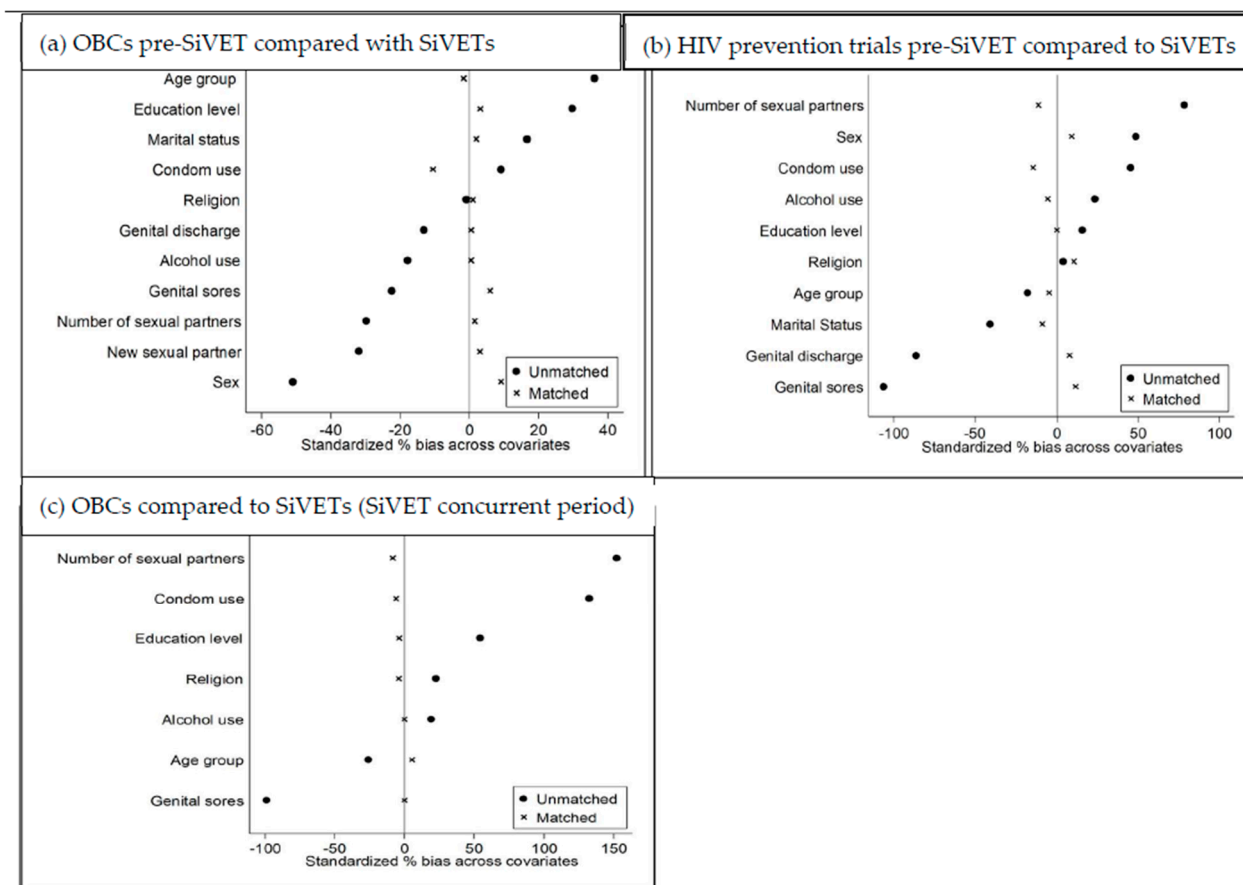 (a) OBCs pre-SiVET compared with SiVETs
Age group
Education level
Marital status
Condom use
Religion
Genital discharge
Alcohol use
Genital sores
Number of sexual partners
New sexual partner
Sex
Unmatched
Matched
-60 -40 -20 0 20 40
Standardized % bias across covariates
(b) HIV prevention trials pre-SiVET compared to SiVETs
Number of sexual partners
Sex
Condom use
Alcohol use
Education level
Religion
Age group
Marital Status
Genital discharge
Genital sores
Unmatched
Matched
-100 -50 0 50 100
Standardized % bias across covariates
(c) OBCs compared to SiVETs (SiVET concurrent period)
Number of sexual partners
Condom use
Education level
Religion
Alcohol use
Age group
Genital sores
Unmatched
Matched
-100 -50 0 50 100 150
Standardized % bias across covariates